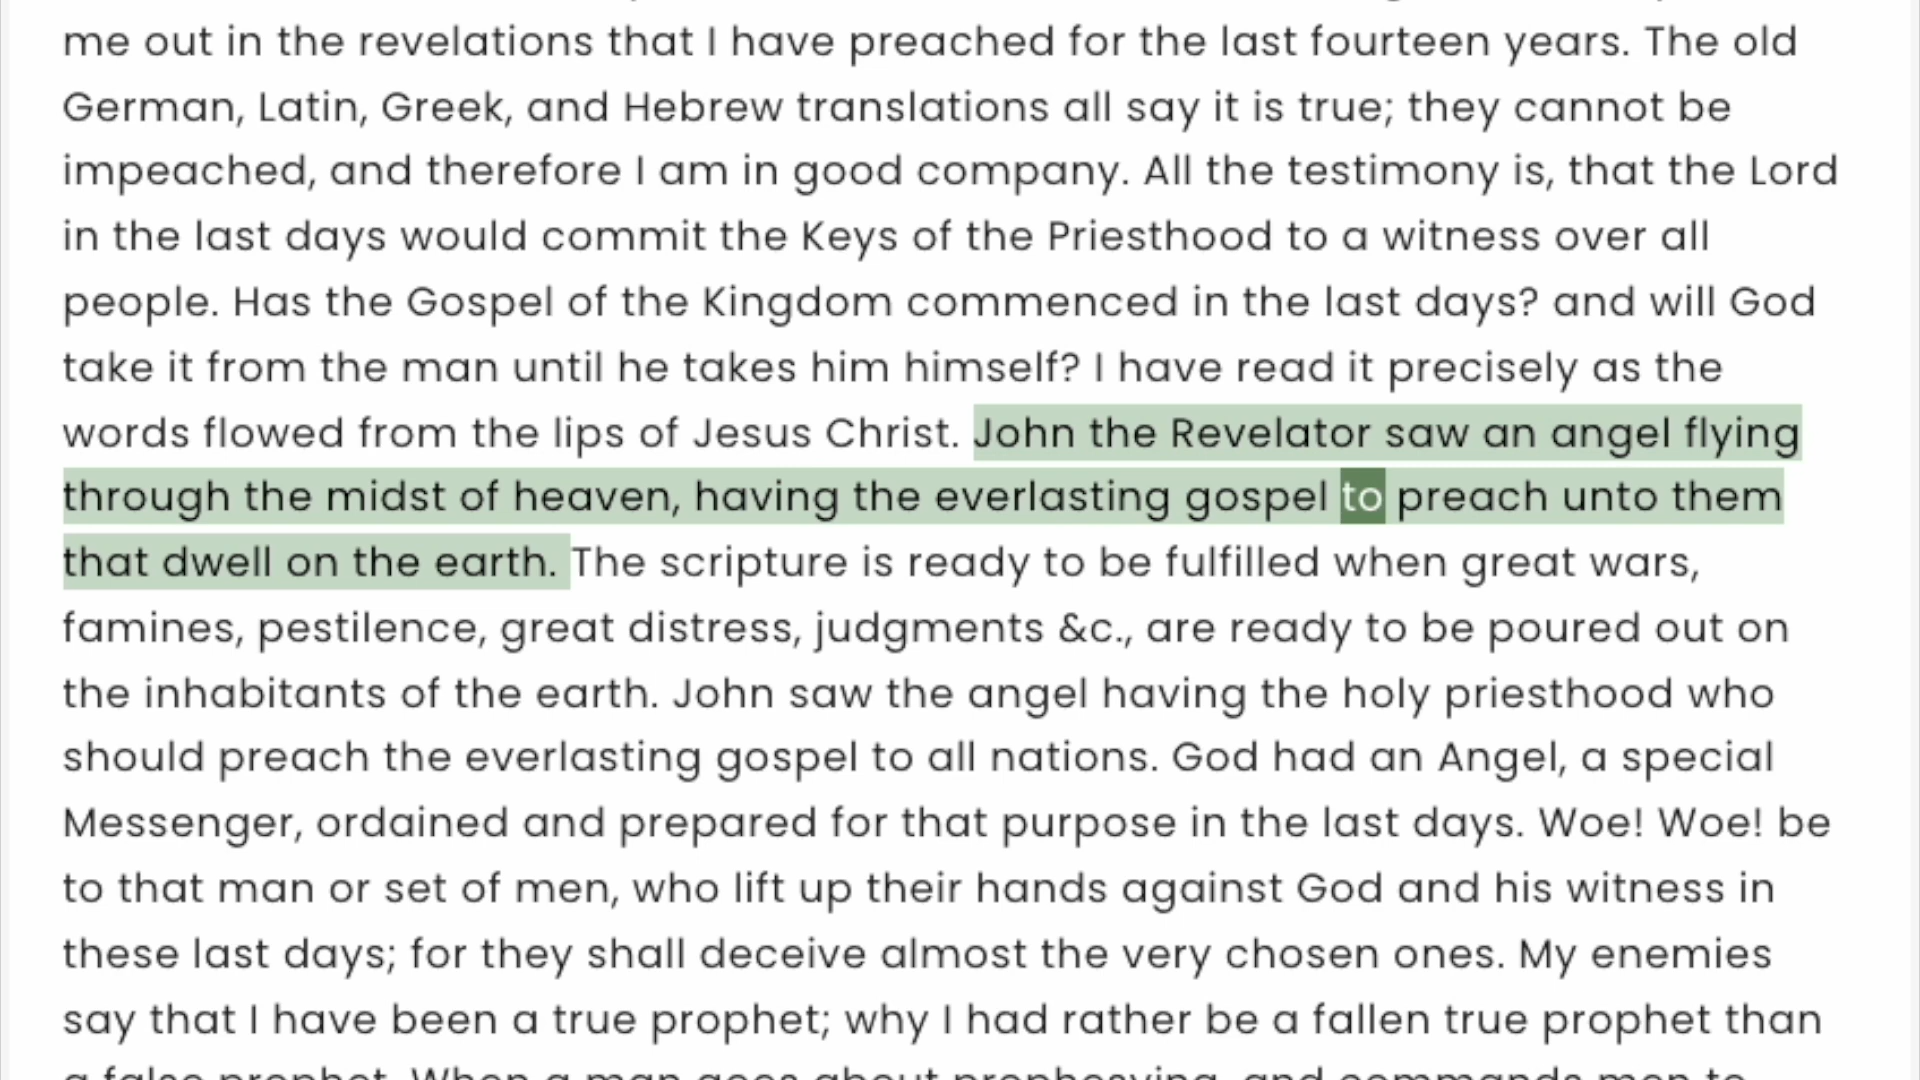 me out in the revelations that I have preached for the last fourteen years. The old
German, Latin, Greek, and Hebrew translations all say it is true; they cannot be
impeached, and therefore I am in good company. All the testimony is, that the Lord
in the last days would commit the Keys of the Priesthood to a witness over all
people. Has the Gospel of the Kingdom commenced in the last days? and will God
take it from the man until he takes him himself? I have read it precisely as the
words flowed from the lips of Jesus Christ. John the Revelator saw an angel flying
through the midst of heaven, having the everlasting gospel to preach unto them
that dwell on the earth. The scripture is ready to be fulfilled when great wars,
famines, pestilence, great distress, judgments &c., are ready to be poured out on
the inhabitants of the earth. John saw the angel having the holy priesthood who
should preach the everlasting gospel to all nations. God had an Angel, a special
Messenger, ordained and prepared for that purpose in the last days. Woe! Woe! be
to that man or set of men, who lift up their hands against God and his witness in
these last days; for they shall deceive almost the very chosen ones. My enemies
say that I have been a true prophet; why I had rather be a fallen true prophet than
a false prophet. When a man goes about prophesying, and commands men to